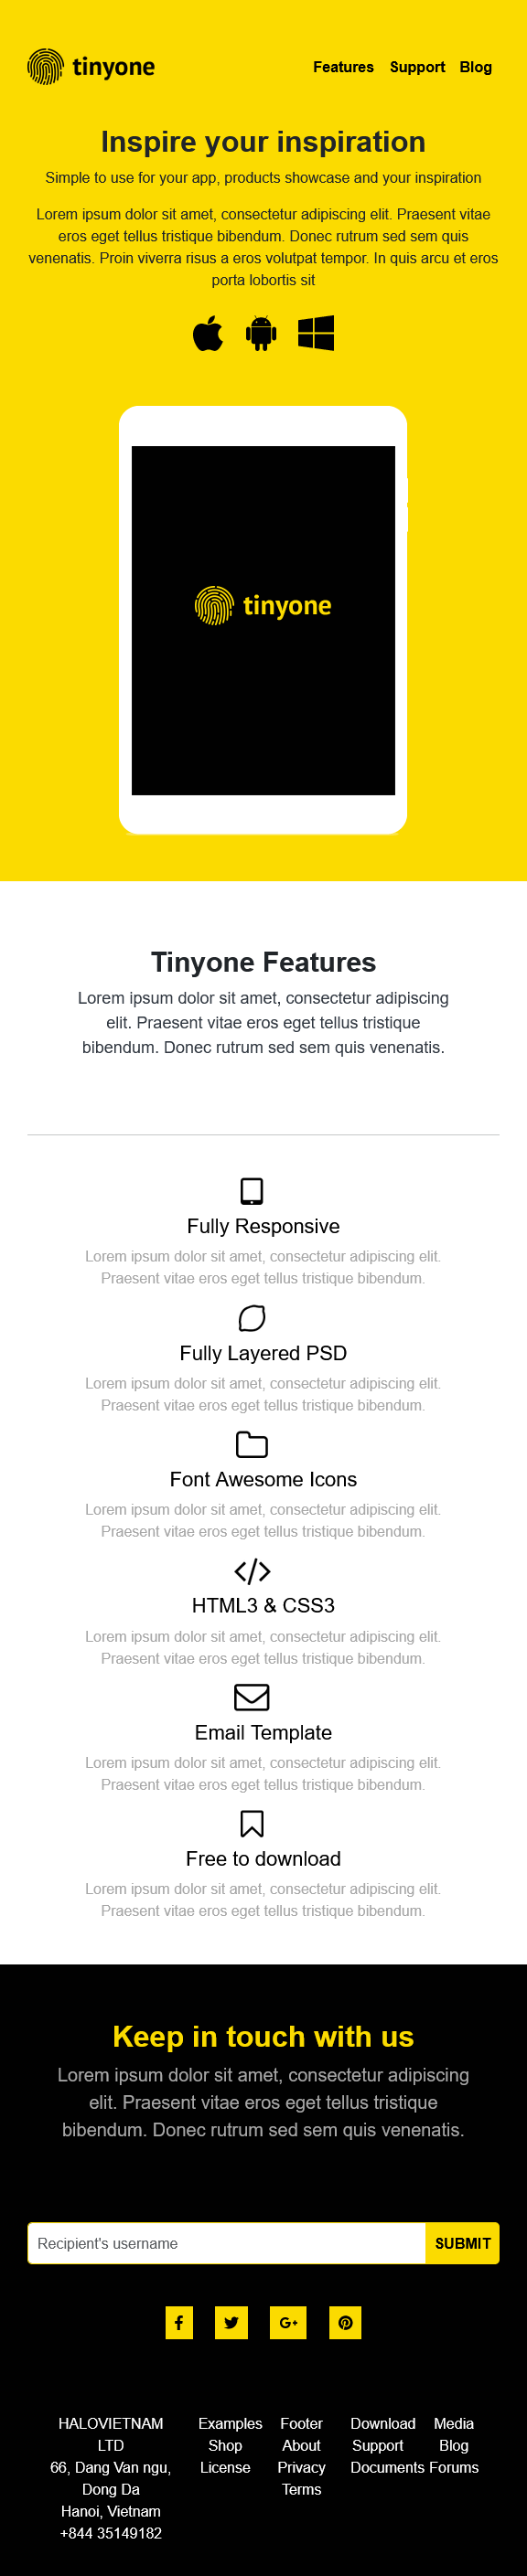 tinyone
Features Support Blog
Inspire your inspiration
Simple to use for your app, products showcase and your inspiration
Lorem ipsum dolor sit amet, consectetur adipiscing elit. Praesent vitae
eros eget tellus tristique bibendum. Donec rutrum sed sem quis
venenatis. Proin viverra risus a eros volutpat tempor. In quis arcu et eros
porta lobortis sit
tinyone
Tinyone Features
Lorem ipsum dolor sit amet, consectetur adipiscing
elit. Praesent vitae eros eget tellus tristique
bibendum. Donec rutrum sed sem quis venenatis.
Fully Responsive
Lorem ipsum dolor sit amet, consectetur adipiscing elit.
Praesent vitae eros eget tellus tristique bibendum.
Fully Layered PSD
Lorem ipsum dolor sit amet, consectetur adipiscing elit.
Praesent vitae eros eget tellus tristique bibendum.
Font Awesome Icons
Lorem ipsum dolor sit amet, consectetur adipiscing elit.
Praesent vitae eros eget tellus tristique bibendum.
HTML3 & CSS3
Lorem ipsum dolor sit amet, consectetur adipiscing elit.
Praesent vitae eros eget tellus tristique bibendum.
Email Template
Lorem ipsum dolor sit amet, consectetur adipiscing elit.
Praesent vitae eros eget tellus tristique bibendum.
Free to download
Lorem ipsum dolor sit amet, consectetur adipiscing elit.
Praesent vitae eros eget tellus tristique bibendum.
Keep in touch with us
Lorem ipsum dolor sit amet, consectetur adipiscing
elit. Praesent vitae eros eget tellus tristique
bibendum. Donec rutrum sed sem quis venenatis.
Recipient's username SUBMIT
HALOVIETNAM
LTD
66, Dang Van ngu,
Dong Da
Hanoi, Vietnam
+844 35149182
Examples
Shop
License
Footer
About
Privacy
Terms
Download
Support
Documents
Media
Blog
Forums